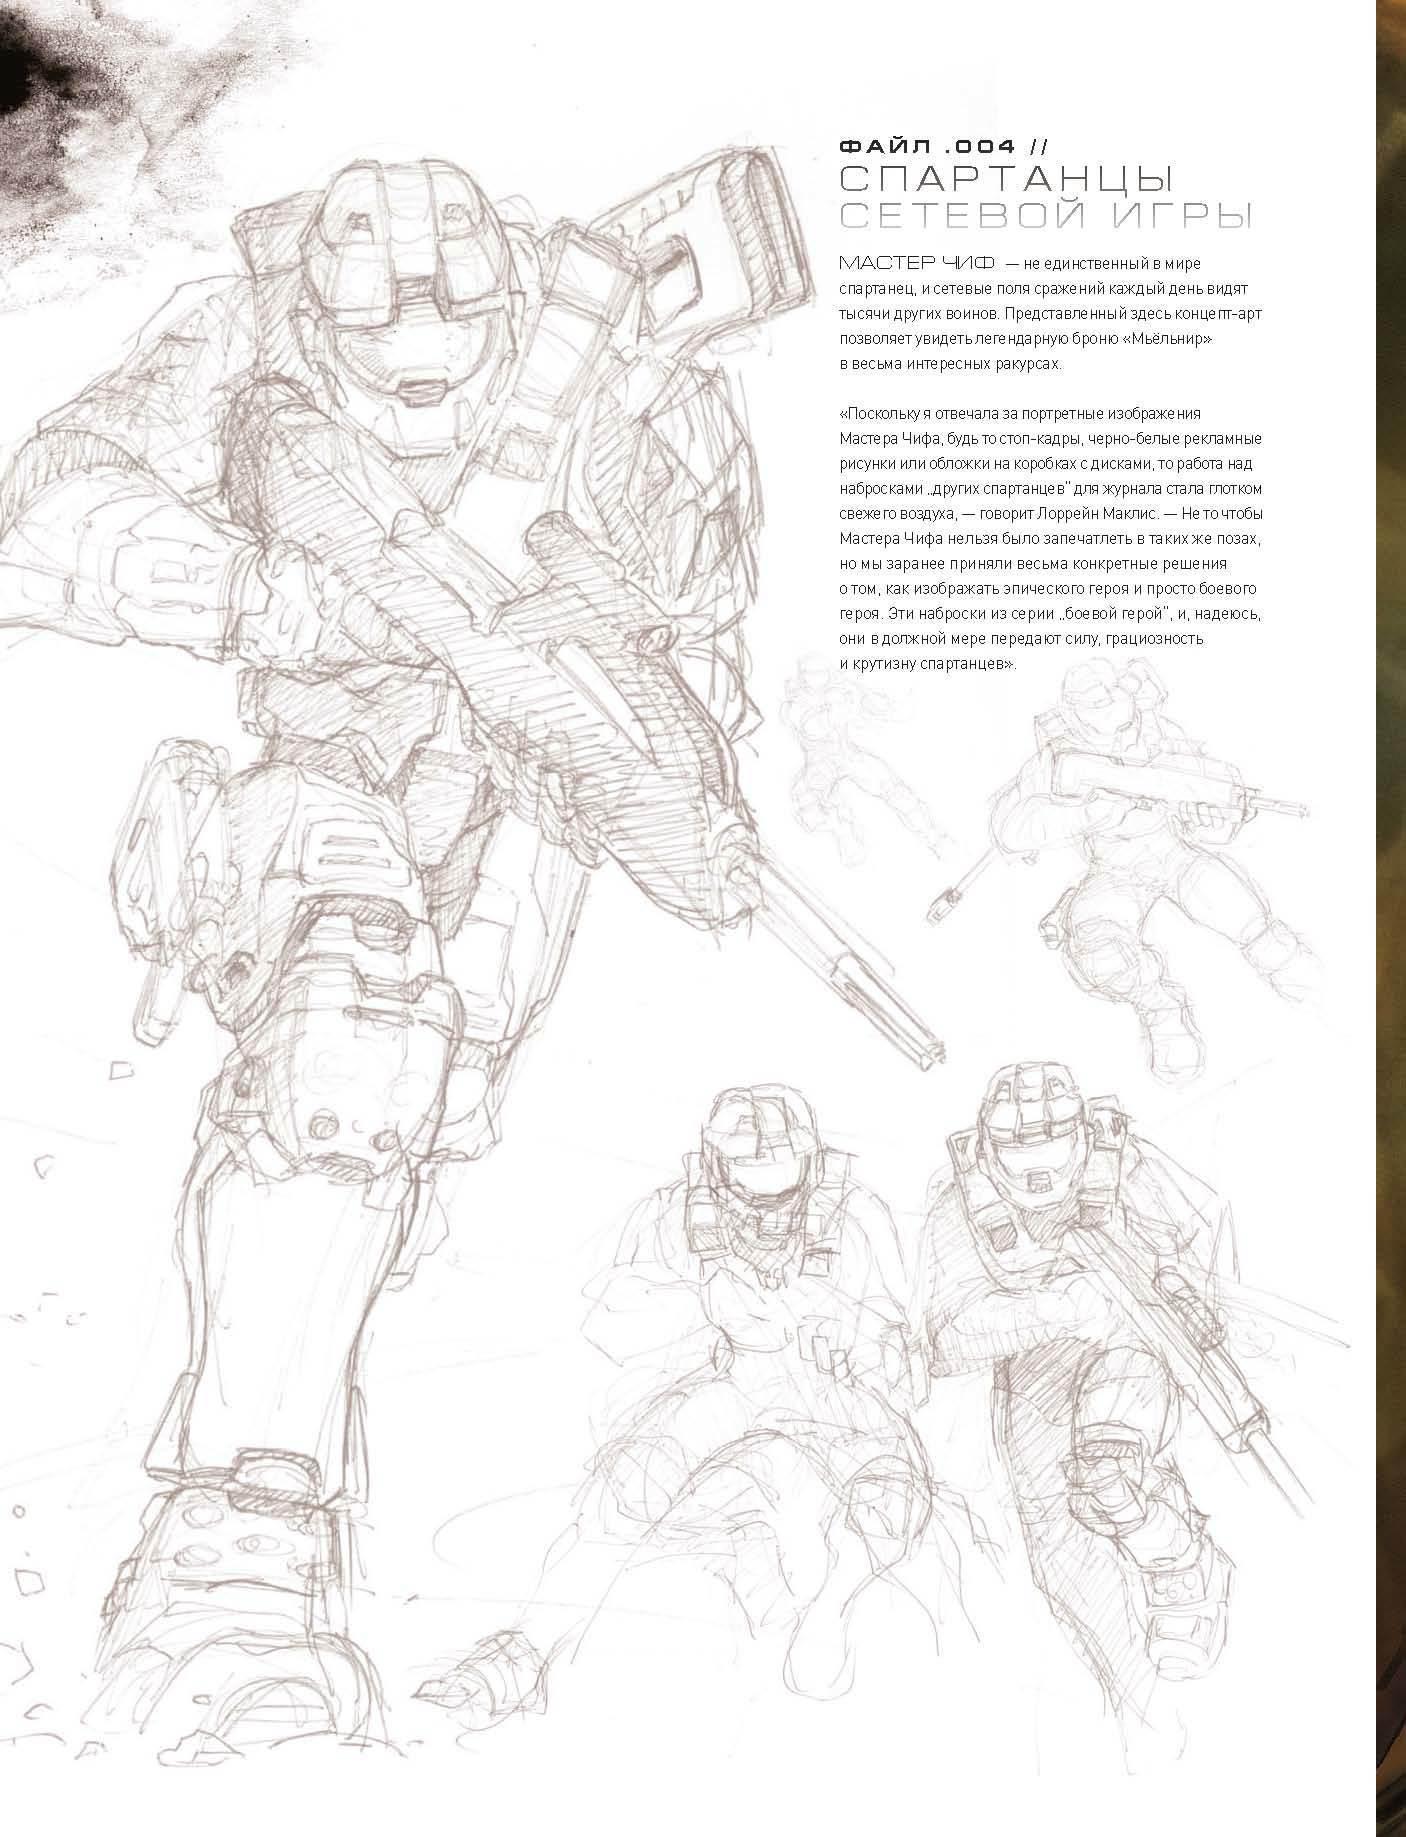 ФАЙЛ .004 //
СПАРТАНЦЫ
СЕТЕВОЙ ИГРЫ
МАСТЕР ЧИФ — не единственный в мире
спартанец, и сетевые поля сражений каждый день видят
тысячи других воинов. Представленный здесь концепт-арт
позволяет увидеть легендарную броню «Мьёльнир»
в весьма интересных ракурсах.
«Поскольку я отвечала за портретные изображения
Мастера Чифа, будь то стоп-кадры, черно-белые рекламные
рисунки или обложки на коробках с дисками, то работа над
набросками „других спартанцев“ для журнала стала глотком
свежего воздуха, — говорит Лоррейн Маклис. — Не то чтобы
Мастера Чифа нельзя было запечатлеть в таких же позах,
но мы заранее приняли весьма конкретные решения
о том, как изображать эпического героя и просто боевого
героя. Эти наброски из серии „боевой герой“, и, надеюсь,
они в должной мере передают силу, грациозность
и крутизну спартанцев».